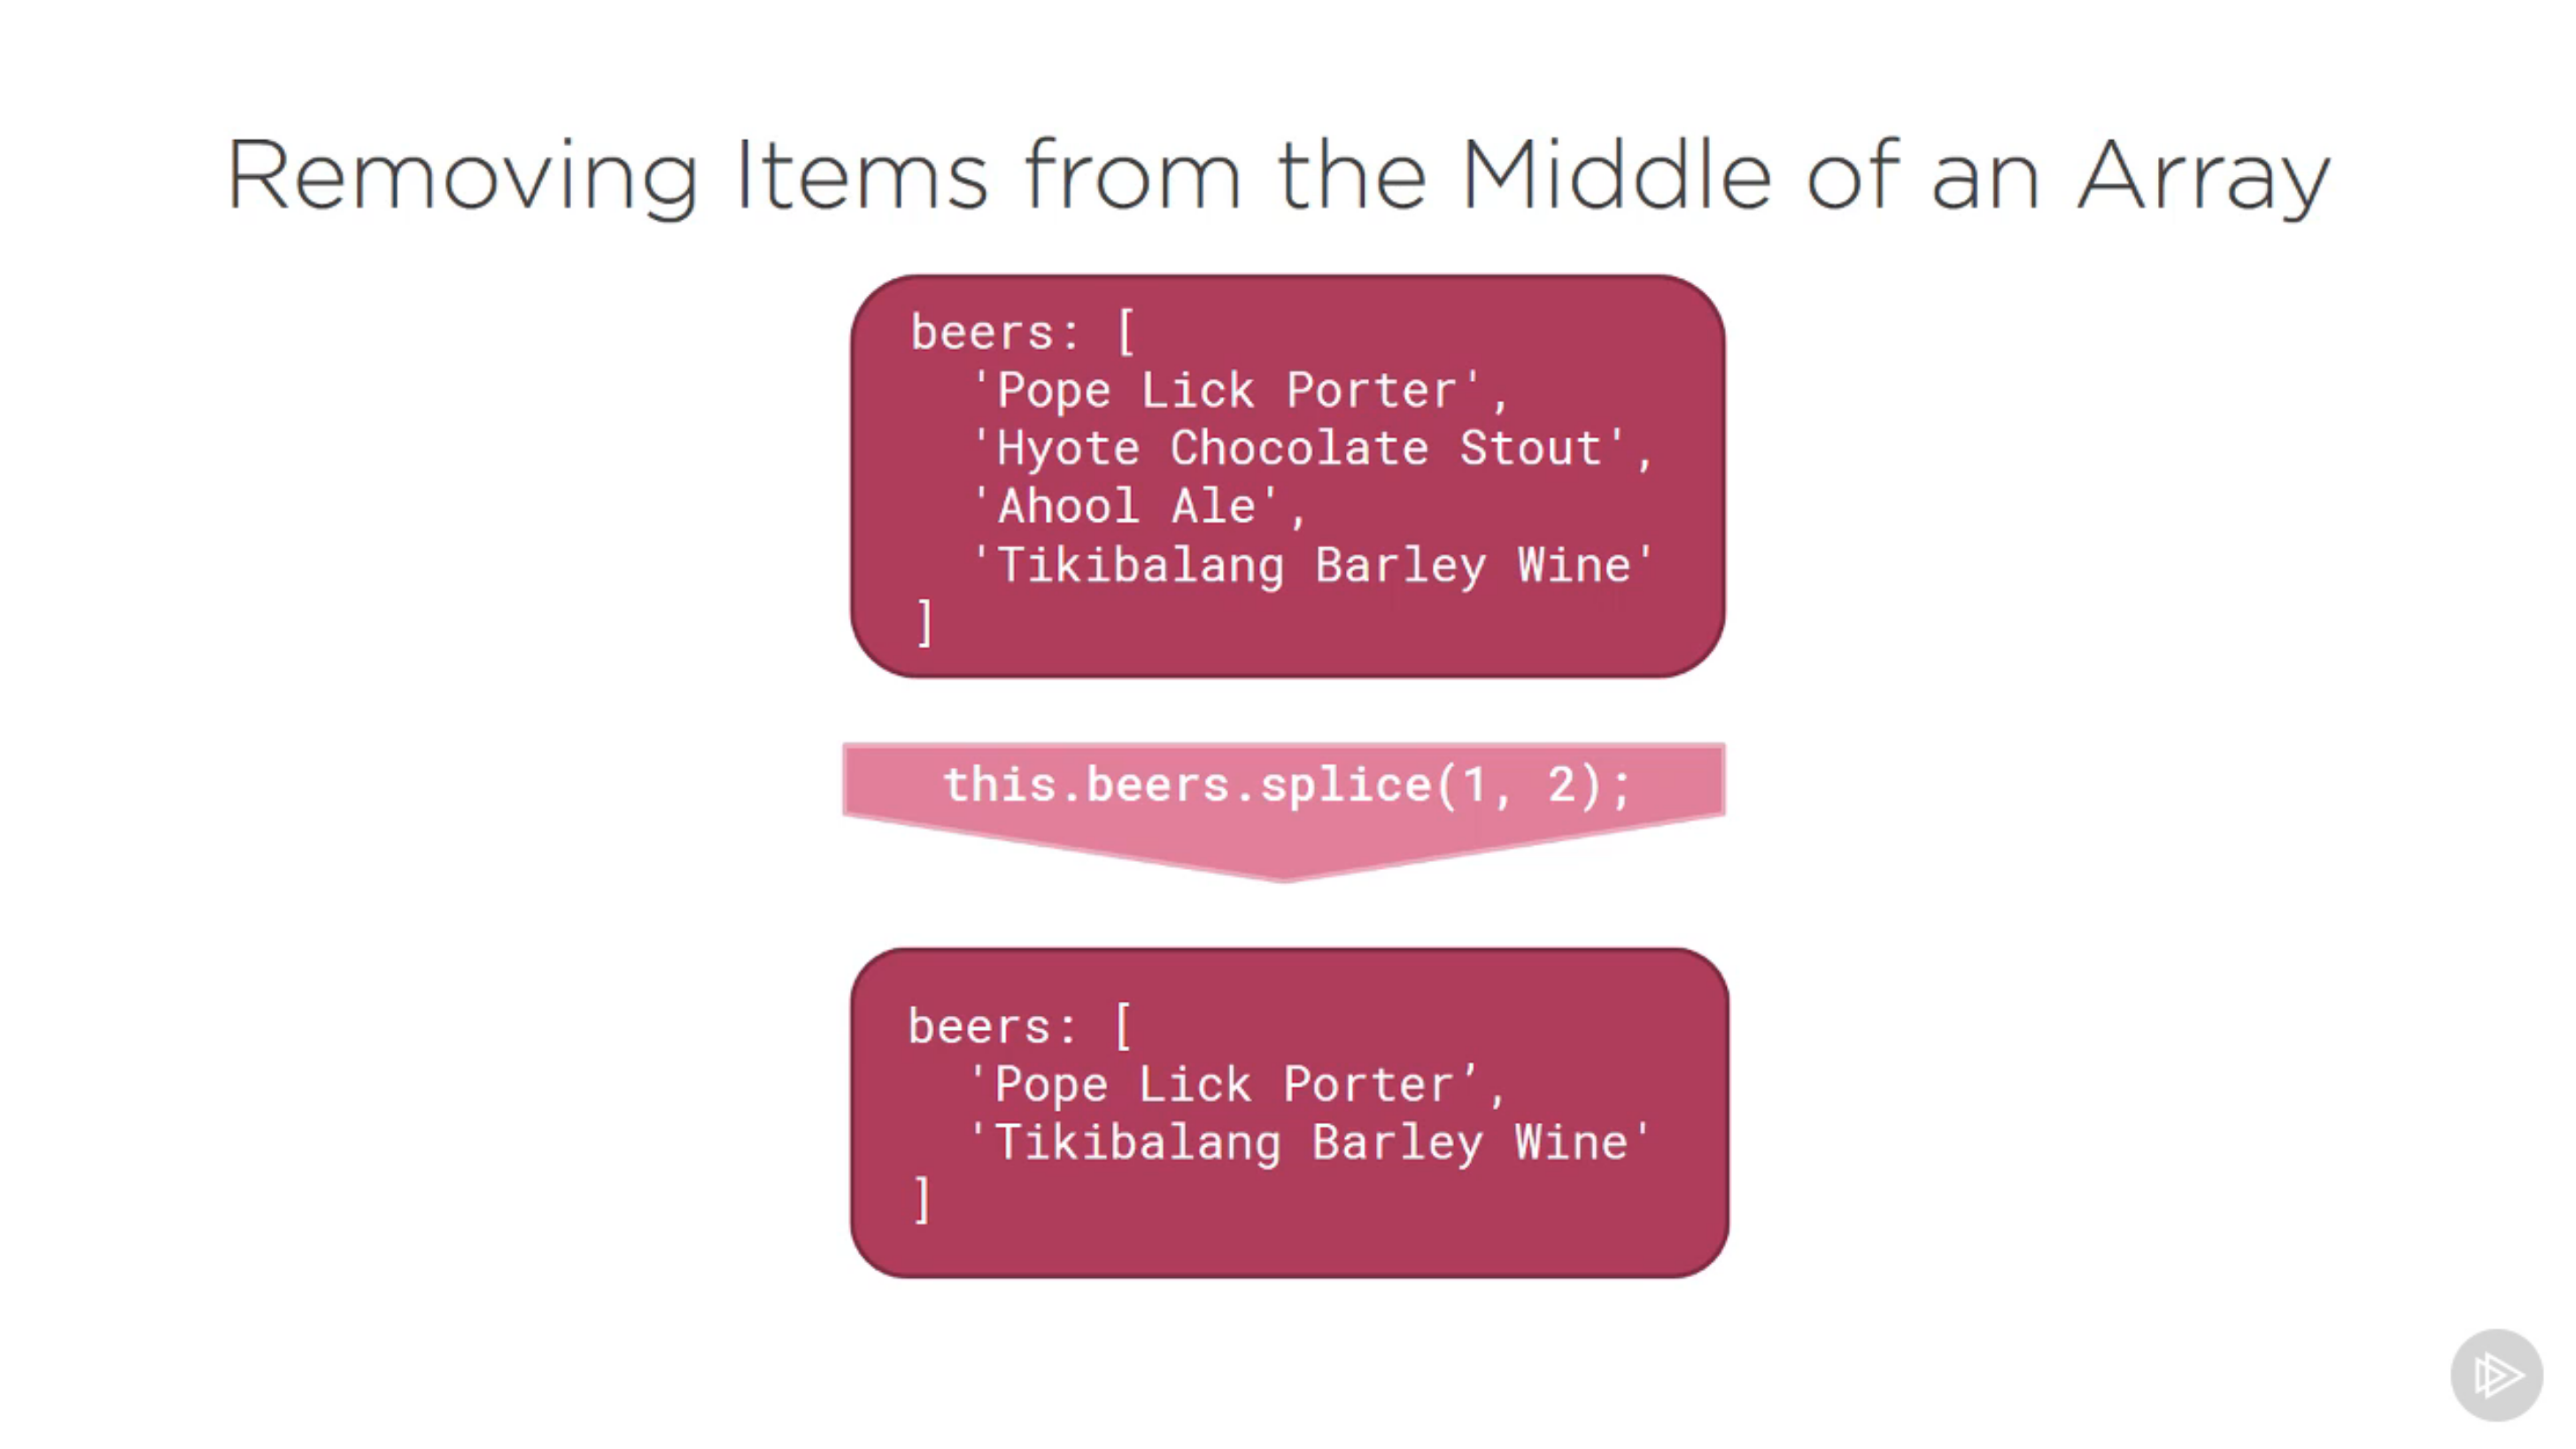 Removing Items from the Middle of an Array
beers: [
'Pope Lick Porter',
'Hyote Chocolate Stout',
'Ahool Ale',
'Tikibalang Barley Wine'
]
this.beers.splice(1, 2);
beers: [
'Pope Lick Porter’,
'Tikibalang Barley Wine'
]